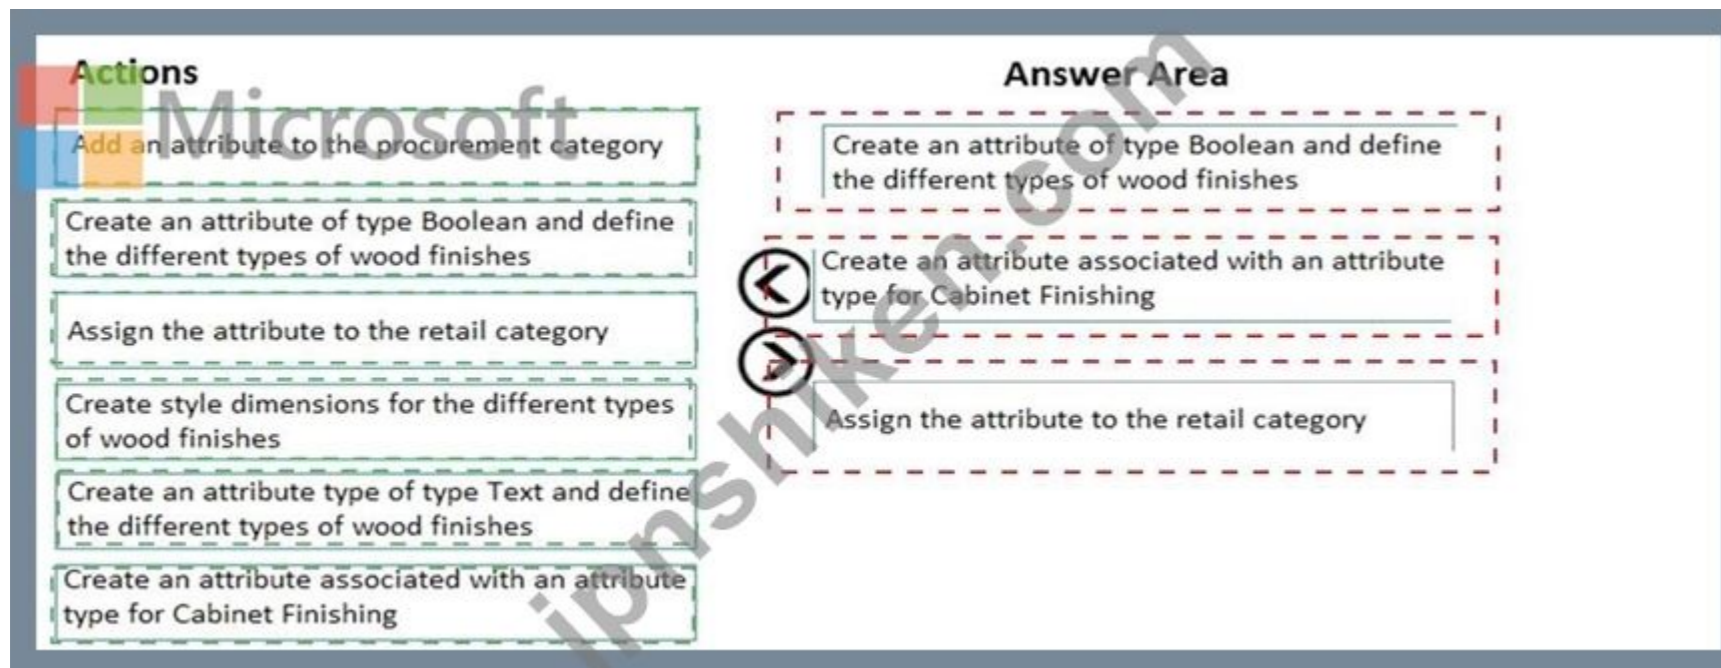 Actions
Microsoft
Add an attribute to the procurement category
Create an attribute of type Boolean and define
the different types of wood finishes
Assign the attribute to the retail category
Create style dimensions for the different types
of wood finishes
Create an attribute type of type Text and define
the different types of wood finishes
Create an attribute associated with an attribute
type for Cabinet Finishing
Answer Area
Create an attribute of type Boolean and define
the different types of wood finishes
Create an attribute associated with an attribute
type for Cabinet Finishing
Assign the attribute to the retail category
jpnshiken.com